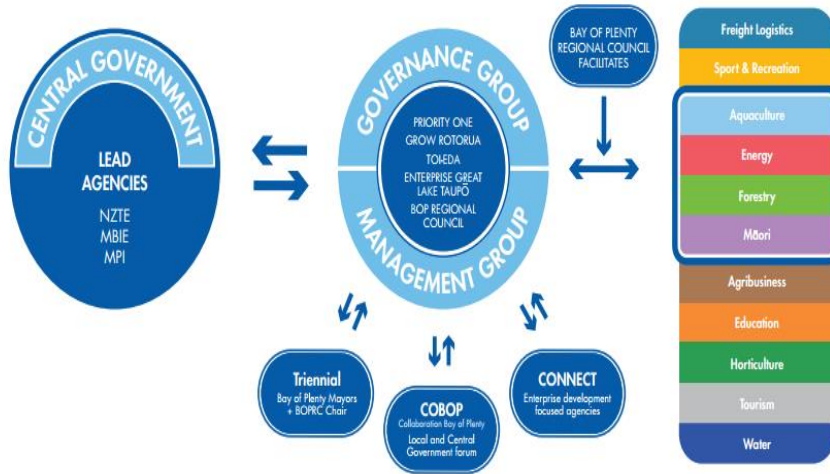 CENTRAL GOVERNMENT
LEAD
AGENCIES
NZTE
MBIE
MPI
GOVERNANCE GROUP
PRIORITY ONE
GROW ROTORUA
TOI-EDA
ENTERPRISE GREAT
LAKE TAUPŌ
BOP REGIONAL
COUNCIL
MANAGEMENT GROUP
BAY OF PLENTY
REGIONAL COUNCIL
FACILITATES
Triennial
Bay of Plenty Mayors
+ BOPRC Chair
COBOP
Collaboration Bay of Plenty
Local and Central
Government forum
CONNECT
Enterprise development
focused agencies
Freight Logistics
Sport & Recreation
Aquaculture
Energy
Forestry
Māori
Agribusiness
Education
Horticulture
Tourism
Water